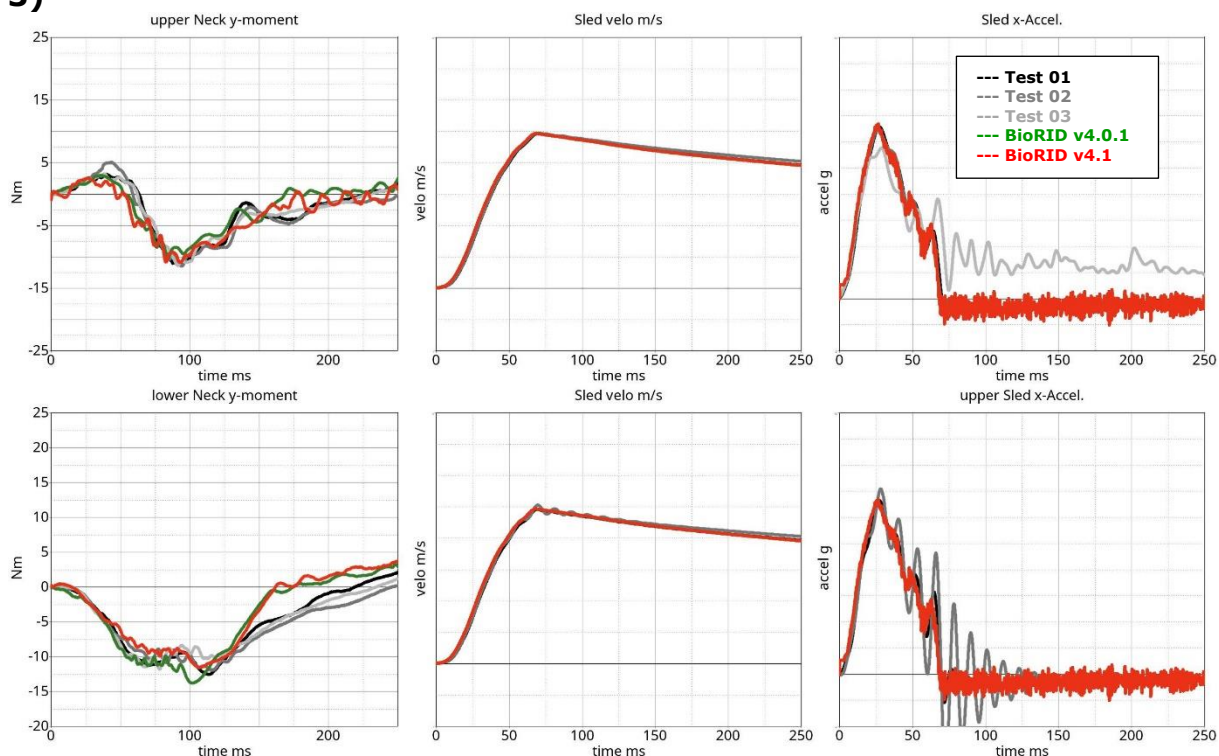 s)
upper Neck y-moment
Sled velo m/s
Sled x-Accel.
25
15
5
-5
-15
-25
Nm
velo m/s
accel g
--- Test 01
--- Test 02
--- Test 03
--- BioRID v4.0.1
--- BioRID v4.1
0 100 200
0 50 100 150 200 250
0 50 100 150 200 250
time ms
time ms
time ms
lower Neck y-moment
Sled velo m/s
upper Sled x-Accel.
25
20
15
10
5
0
-5
-10
-15
-20
Nm
velo m/s
accel g
0 100 200
0 50 100 150 200 250
0 50 100 150 200 250
time ms
time ms
time ms